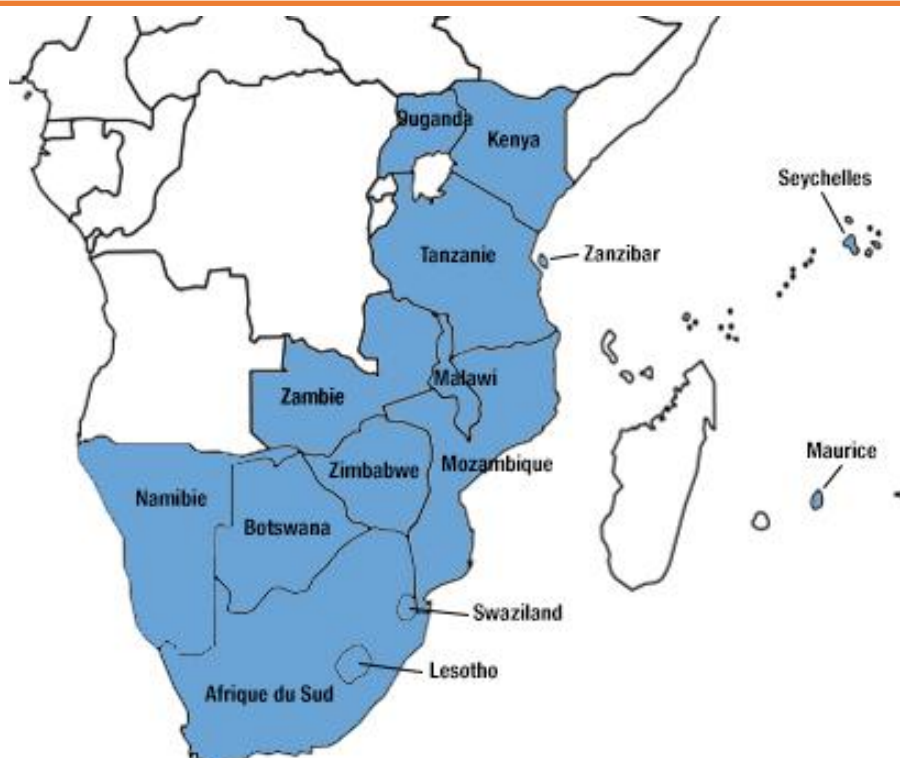 Ouganda
Kenya
Seychelles
Tanzanie
Zanzibar
Malawi
Zambie
Maurice
Mozambique
Zimbabwe
Namibie
Botswana
Swaziland
Lesotho
Afrique du Sud